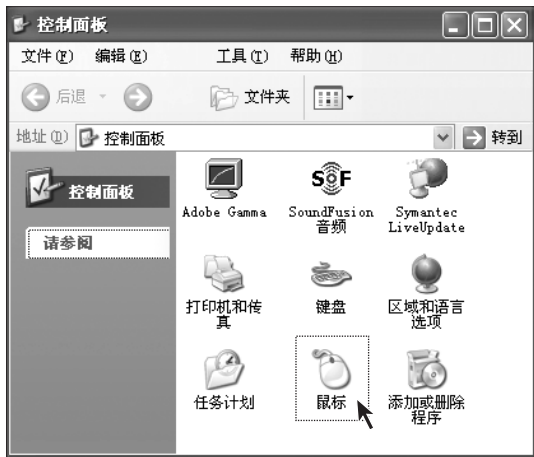 控制面板
文件(F) 编辑(E) 工具(T) 帮助(H)
后退 文件夹
地址(D) 控制面板 转到
控制面板
请参阅
Adobe Gamma
SoundFusion
音频
Symantec
LiveUpdate
打印机和传
真
键盘
区域和语言
选项
任务计划
鼠标
添加或删除
程序